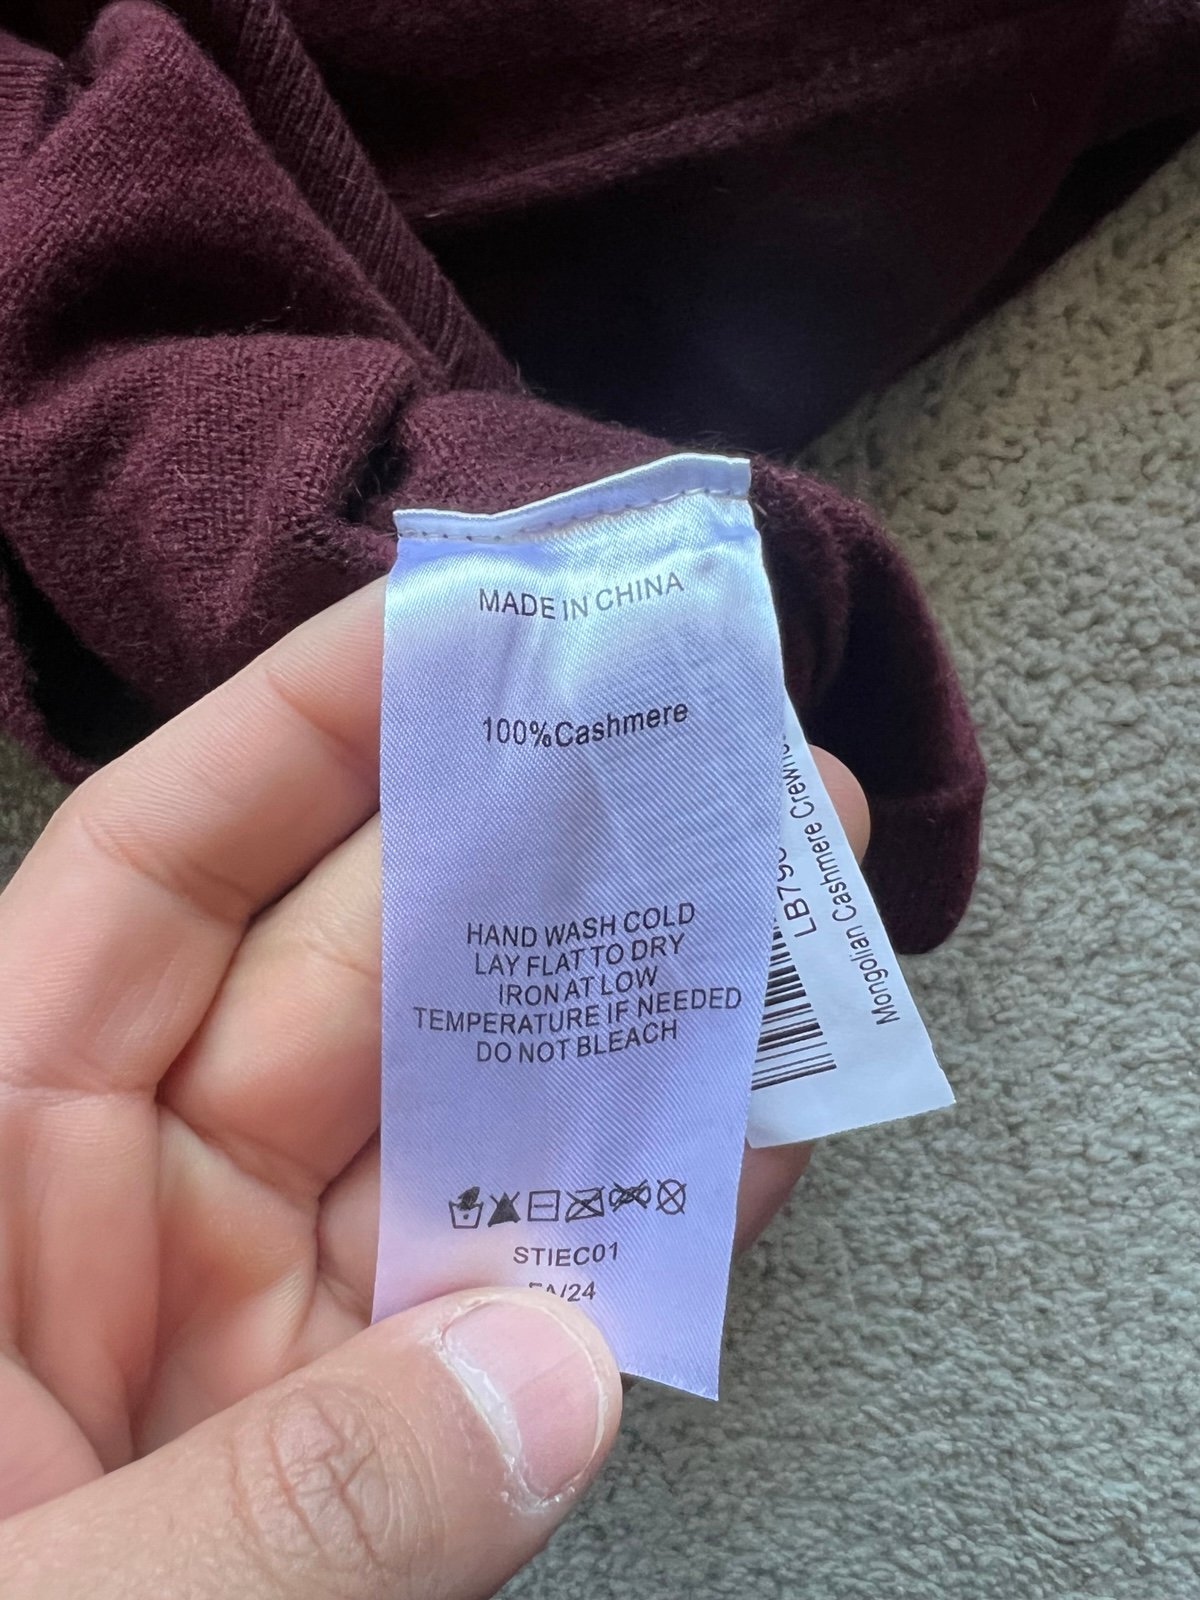 MADE IN CHINA
100%Cashmere
HAND WASH COLD
LAY FLAT TO DRY
IRON AT LOW
TEMPERATURE IF NEEDED
DO NOT BLEACH
STIEC01
Mongolian Cashmere